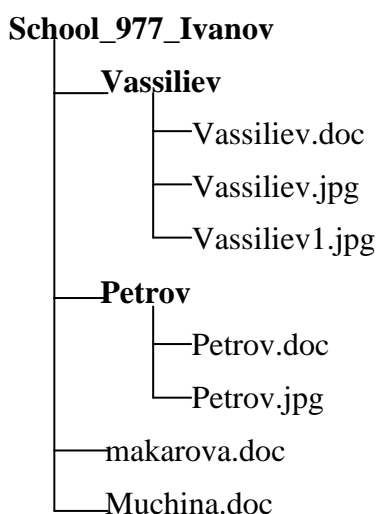 School_977_Ivanov
Vassiliev
Vassiliev.doc
Vassiliev.jpg
Vassiliev1.jpg
Petrov
Petrov.doc
Petrov.jpg
makarova.doc
Muchina.doc